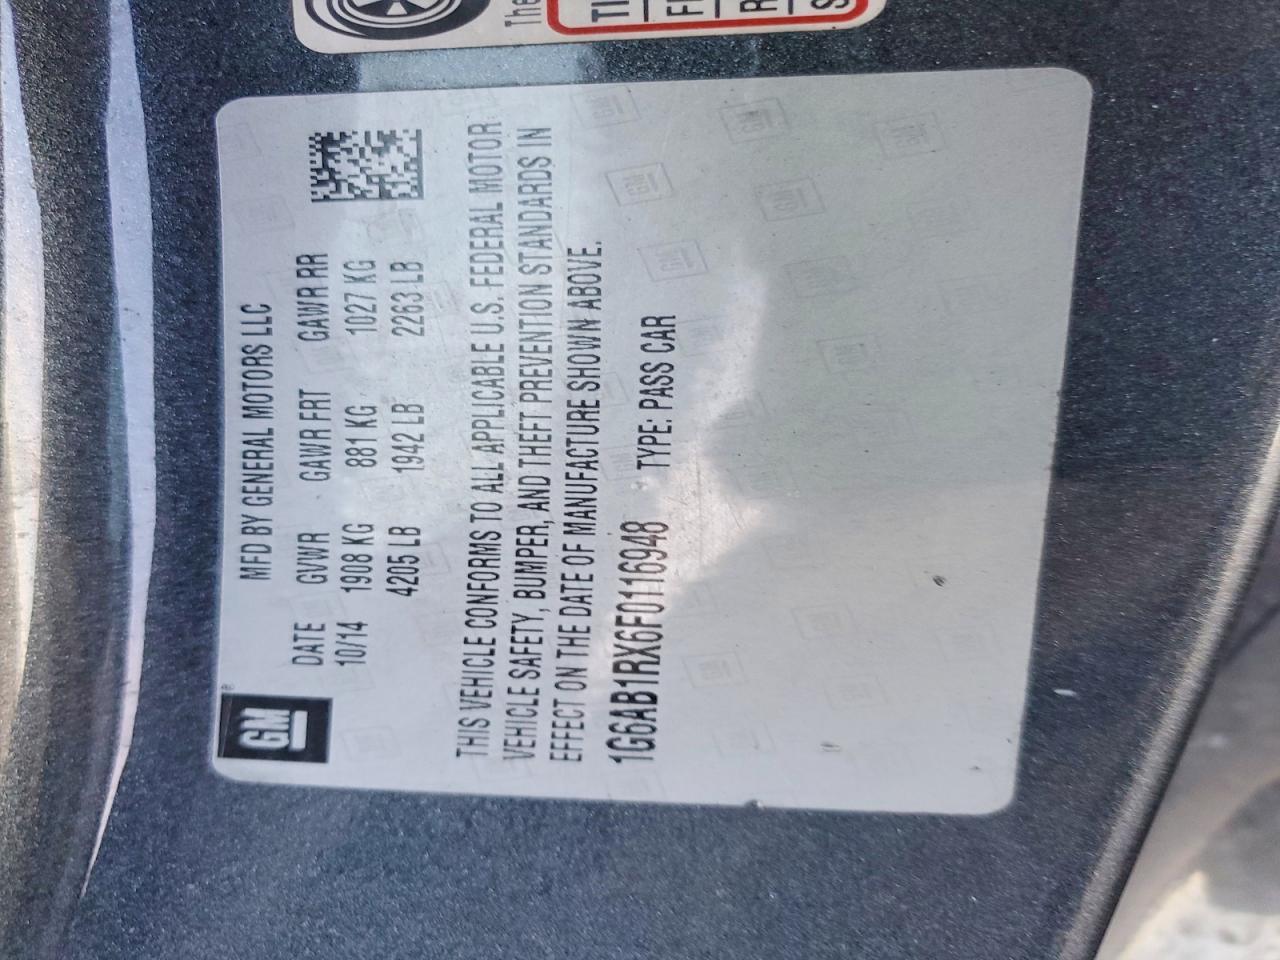 The
TI
F
R
S
GM
®
MFD BY GENERAL MOTORS LLC
DATE GVWR GAWR FRT GAWR RR
10/14 1908 KG 881 KG 1027 KG
4205 LB 1942 LB 2263 LB
THIS VEHICLE CONFORMS TO ALL APPLICABLE U.S. FEDERAL MOTOR
VEHICLE SAFETY, BUMPER, AND THEFT PREVENTION STANDARDS IN
EFFECT ON THE DATE OF MANUFACTURE SHOWN ABOVE.
1G6AB1RX6F0116948 TYPE: PASS CAR